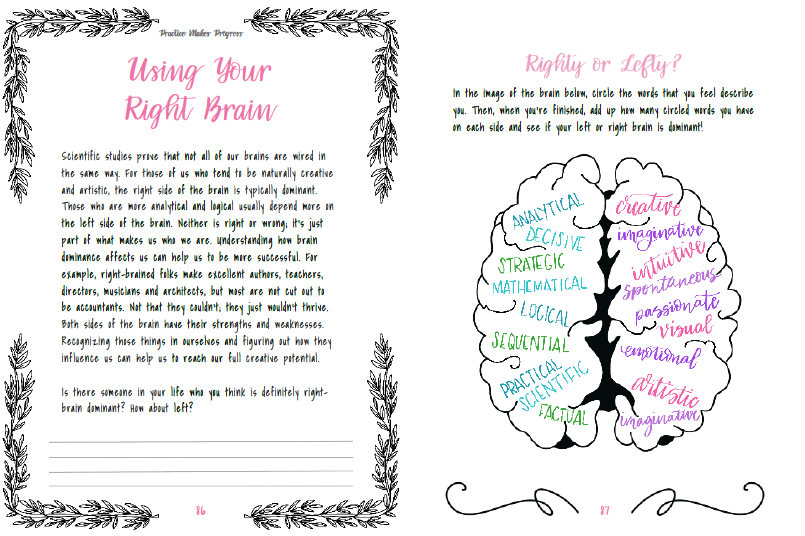 Practice Makes Progress
Using Your
Right Brain
Scientific studies prove that not all of our brains are wired in
the same way. For those of us who tend to be naturally creative
and artistic, the right side of the brain is typically dominant.
Those who are more analytical and logical usually depend more on
the left side of the brain. Neither is right or wrong; it's just
part of what makes us who we are. Understanding how brain
dominance affects us can help us to be more successful. For
example, right-brained folks make excellent authors, teachers,
directors, musicians and architects, but most are not cut out to
be accountants. Not that they couldn't; they just wouldn't thrive.
Both sides of the brain have their strengths and weaknesses.
Recognizing those things in ourselves and figuring out how they
influence us can help us to reach our full creative potential.
Is there someone in your life who you think is definitely right-
brain dominant? How about left?
86
Righty or Lefty?
In the image of the brain below, circle the words that you feel describe
you. Then, when you're finished, add up how many circled words you have
on each side and see if your left or right brain is dominant!
ANALYTICAL
DECISIVE
STRATEGIC
MATHEMATICAL
LOGICAL
SEQUENTIAL
PRACTICAL
SCIENTIFIC
FACTUAL
creative
imaginative
intuitive
spontaneous
passionate
visual
emotional
artistic
imaginative
87